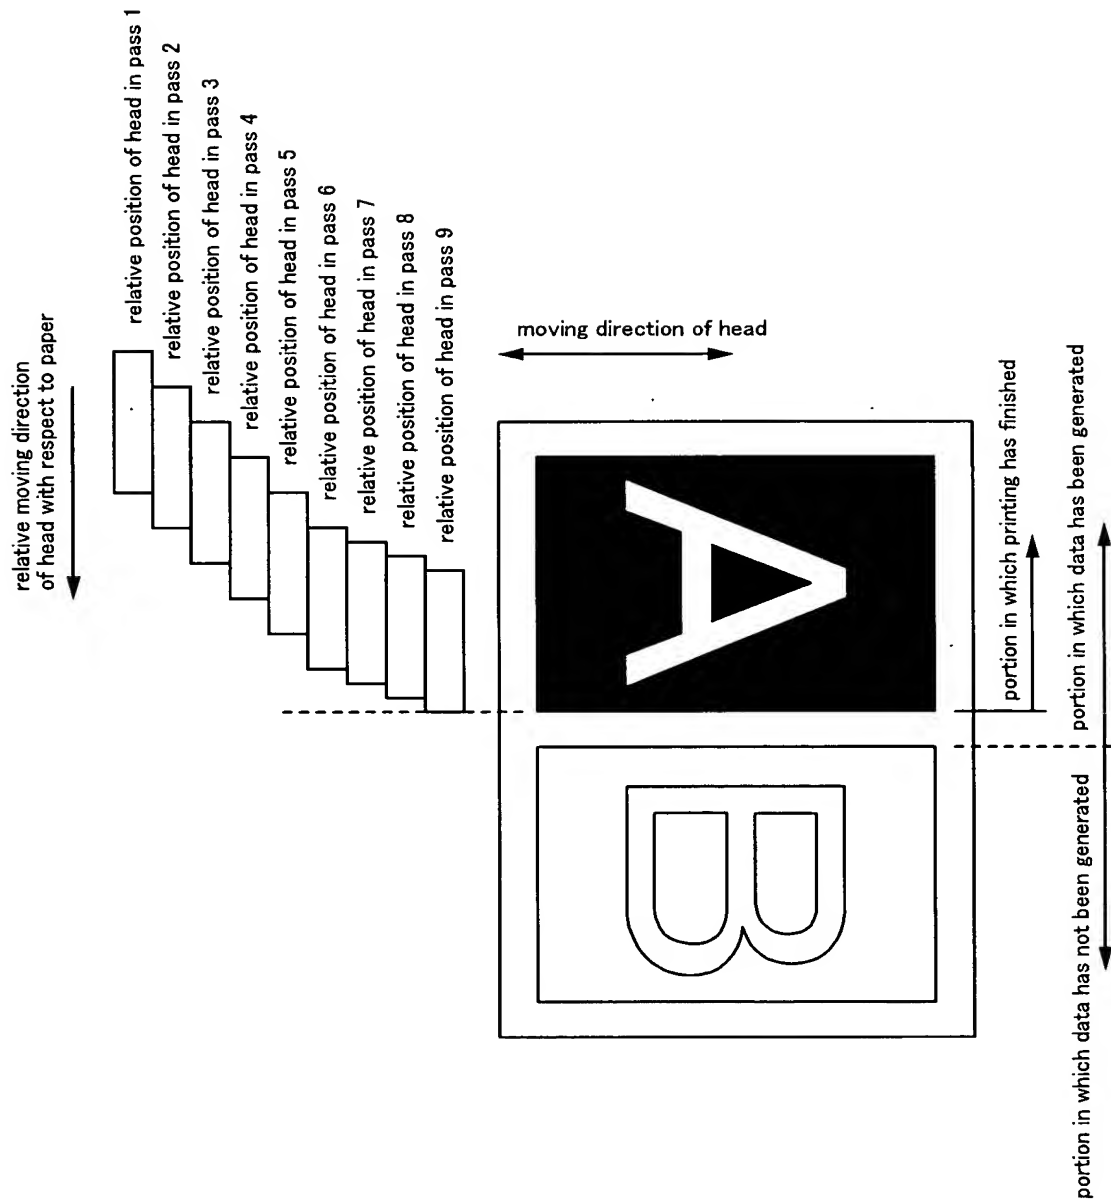 relative moving direction
of head with respect to paper
relative position of head in pass 1
relative position of head in pass 2
relative position of head in pass 3
relative position of head in pass 4
relative position of head in pass 5
relative position of head in pass 6
relative position of head in pass 7
relative position of head in pass 8
relative position of head in pass 9
moving direction of head
A
B
portion in which printing has finished
portion in which data has been generated
portion in which data has not been generated